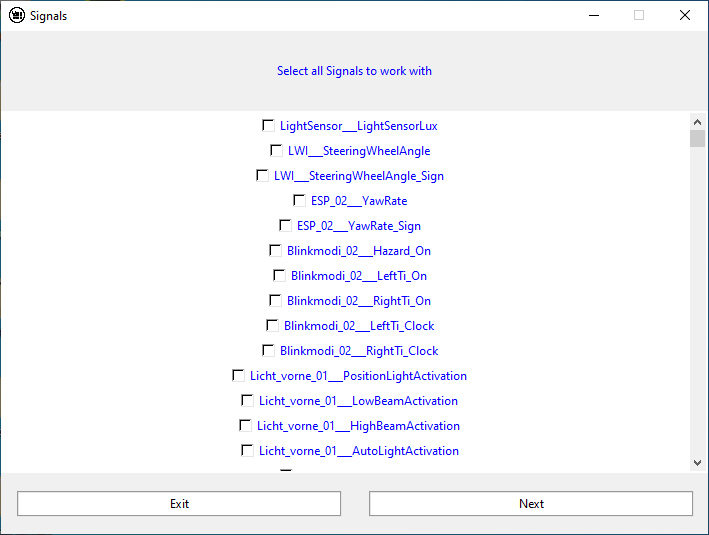 Signals
Select all Signals to work with
LightSensor___LightSensorLux
LWI___SteeringWheelAngle
LWI___SteeringWheelAngle_Sign
ESP_02___YawRate
ESP_02___YawRate_Sign
Blinkmodi_02___Hazard_On
Blinkmodi_02___LeftTi_On
Blinkmodi_02___RightTi_On
Blinkmodi_02___LeftTi_Clock
Blinkmodi_02___RightTi_Clock
Licht_vorne_01___PositionLightActivation
Licht_vorne_01___LowBeamActivation
Licht_vorne_01___HighBeamActivation
Licht_vorne_01___AutoLightActivation
Exit
Next